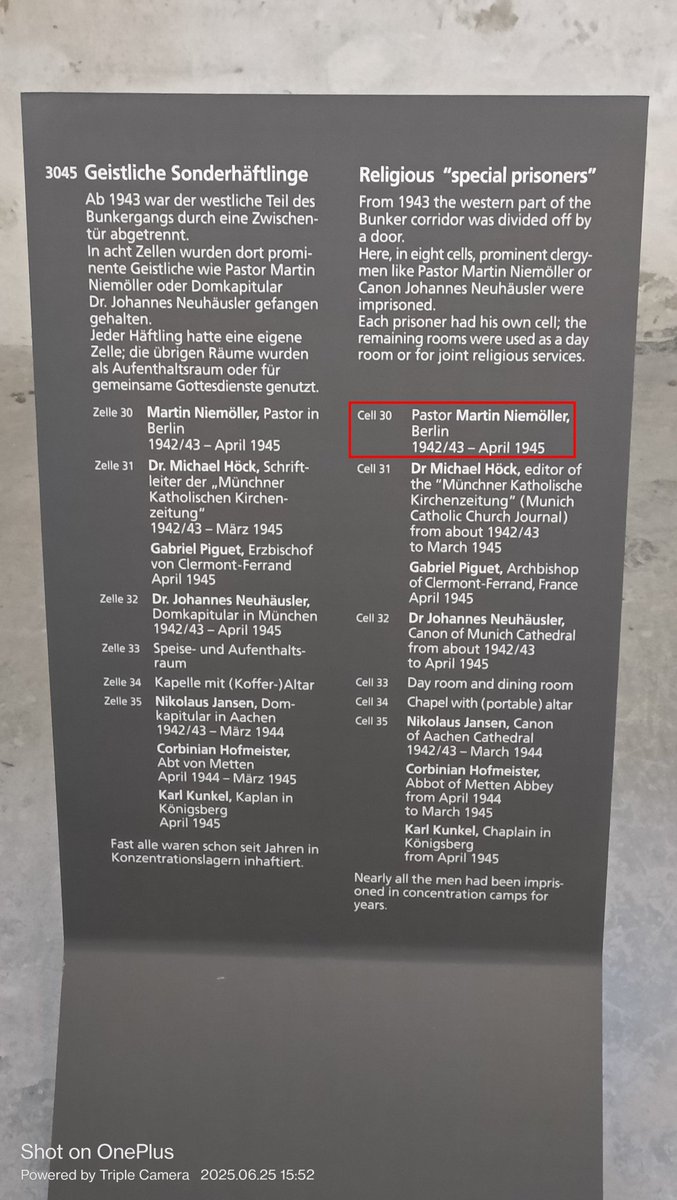 3045 Geistliche Sonderhäftlinge
Ab 1943 war der westliche Teil des
Bunkergangs durch eine Zwischen-
tür abgetrennt.
In acht Zellen wurden dort promi-
nente Geistliche wie Pastor Martin
Niemöller oder Domkapitular
Dr. Johannes Neuhäusler gefangen
gehalten.
Jeder Häftling hatte eine eigene
Zelle; die übrigen Räume wurden
als Aufenthaltsraum oder für
gemeinsame Gottesdienste genutzt.
Zelle 30 Martin Niemöller, Pastor in
Berlin
1942/43 – April 1945
Zelle 31 Dr. Michael Höck, Schrift-
leiter der „Münchner
Katholischen Kirchen-
zeitung“
1942/43 – März 1945
Gabriel Piguet, Erzbischof
von Clermont-Ferrand
April 1945
Zelle 32 Dr. Johannes Neuhäusler,
Domkapitular in München
1942/43 – April 1945
Zelle 33 Speise- und Aufenthalts-
raum
Zelle 34 Kapelle mit (Koffer-)Altar
Zelle 35 Nikolaus Jansen, Dom-
kapitular in Aachen
1942/43 – März 1944
Corbinian Hofmeister,
Abt von Metten
April 1944 – März 1945
Karl Kunkel, Kaplan in
Königsberg
April 1945
Fast alle waren schon seit Jahren in
Konzentrationslagern inhaftiert.
Religious “special prisoners”
From 1943 the western part of the
Bunker corridor was divided off by
a door.
Here, in eight cells, prominent clergy-
men like Pastor Martin Niemöller or
Canon Johannes Neuhäusler were
imprisoned.
Each prisoner had his own cell; the
remaining rooms were used as a day
room or for joint religious services.
Cell 30 Pastor Martin Niemöller,
Berlin
1942/43 – April 1945
Cell 31 Dr Michael Höck, editor of
the “Münchner Katholische
Kirchenzeitung” (Munich
Catholic Church Journal)
from about 1942/43
to March 1945
Gabriel Piguet, Archbishop
of Clermont-Ferrand, France
April 1945
Cell 32 Dr Johannes Neuhäusler,
Canon of Munich Cathedral
from about 1942/43
to April 1945
Cell 33 Day room and dining room
Cell 34 Chapel with (portable) altar
Cell 35 Nikolaus Jansen, Canon
of Aachen Cathedral
1942/43 – March 1944
Corbinian Hofmeister,
Abbot of Metten Abbey
from April 1944
to March 1945
Karl Kunkel, Chaplain in
Königsberg
from April 1945
Nearly all the men had been impris-
oned in concentration camps for
years.
Shot on OnePlus
Powered by Triple Camera 2025.06.25 15:52